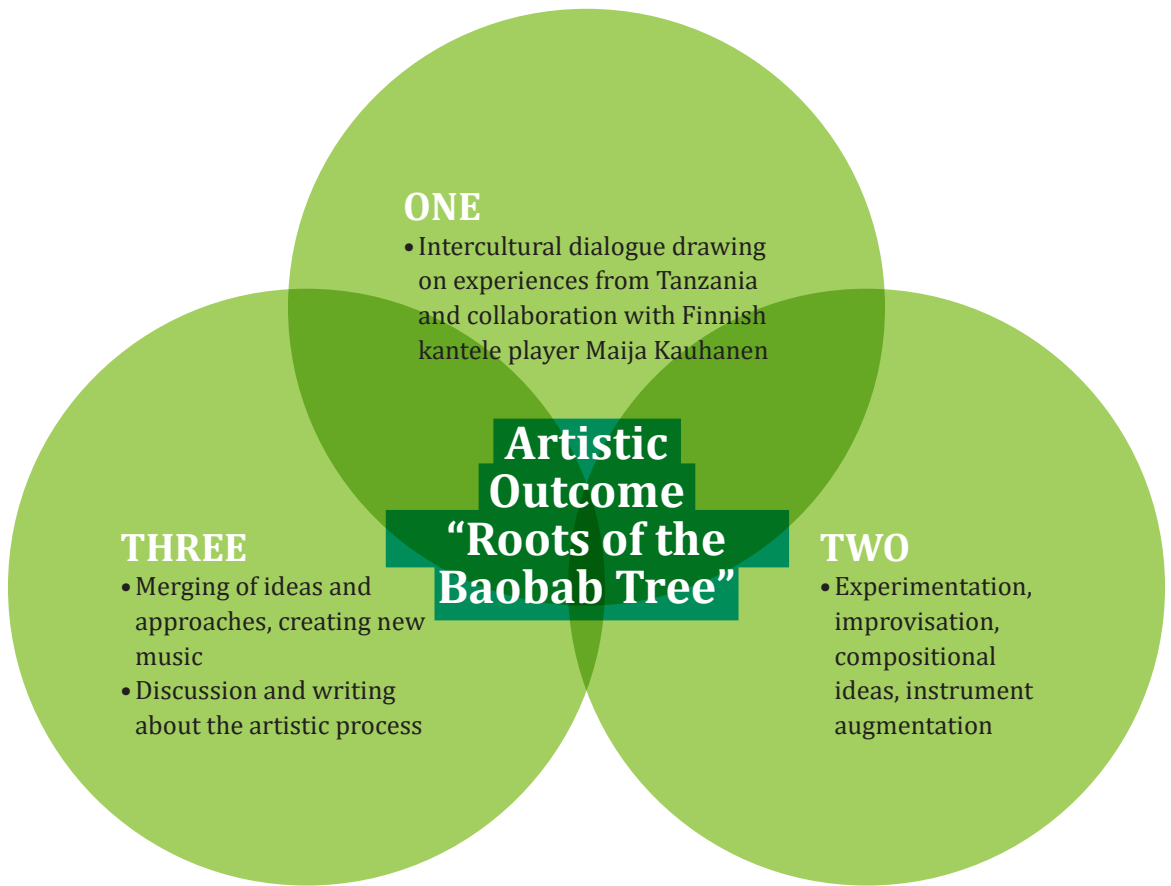 ONE
• Intercultural dialogue drawing
on experiences from Tanzania
and collaboration with Finnish
kantele player Maija Kauhanen
Artistic
Outcome
“Roots of the
Baobab Tree”
THREE
• Merging of ideas and
approaches, creating new
music
• Discussion and writing
about the artistic process
TWO
• Experimentation,
improvisation,
compositional
ideas, instrument
augmentation